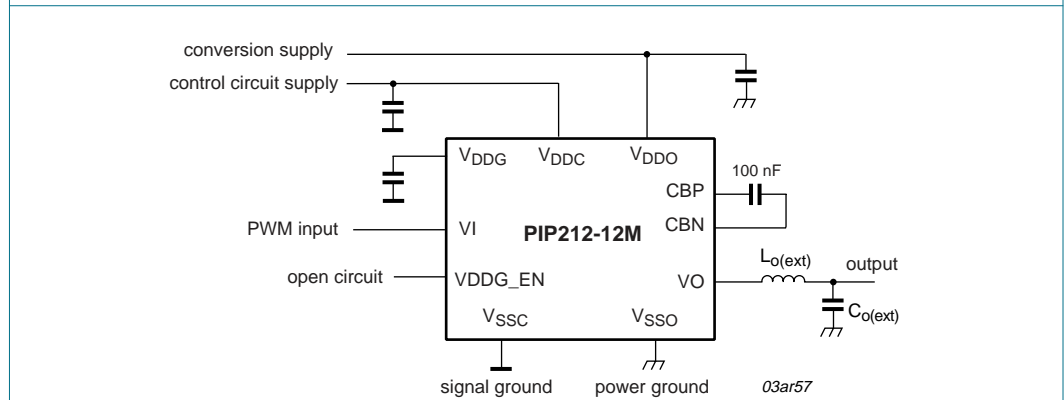 conversion supply
control circuit supply
VDDG VDDC VDDO
100 nF
CBP
PWM input VI PIP212-12M CBN
Lo(ext) output
open circuit VDDG_EN VO
Co(ext)
VSSC VSSO
signal ground power ground 03ar57